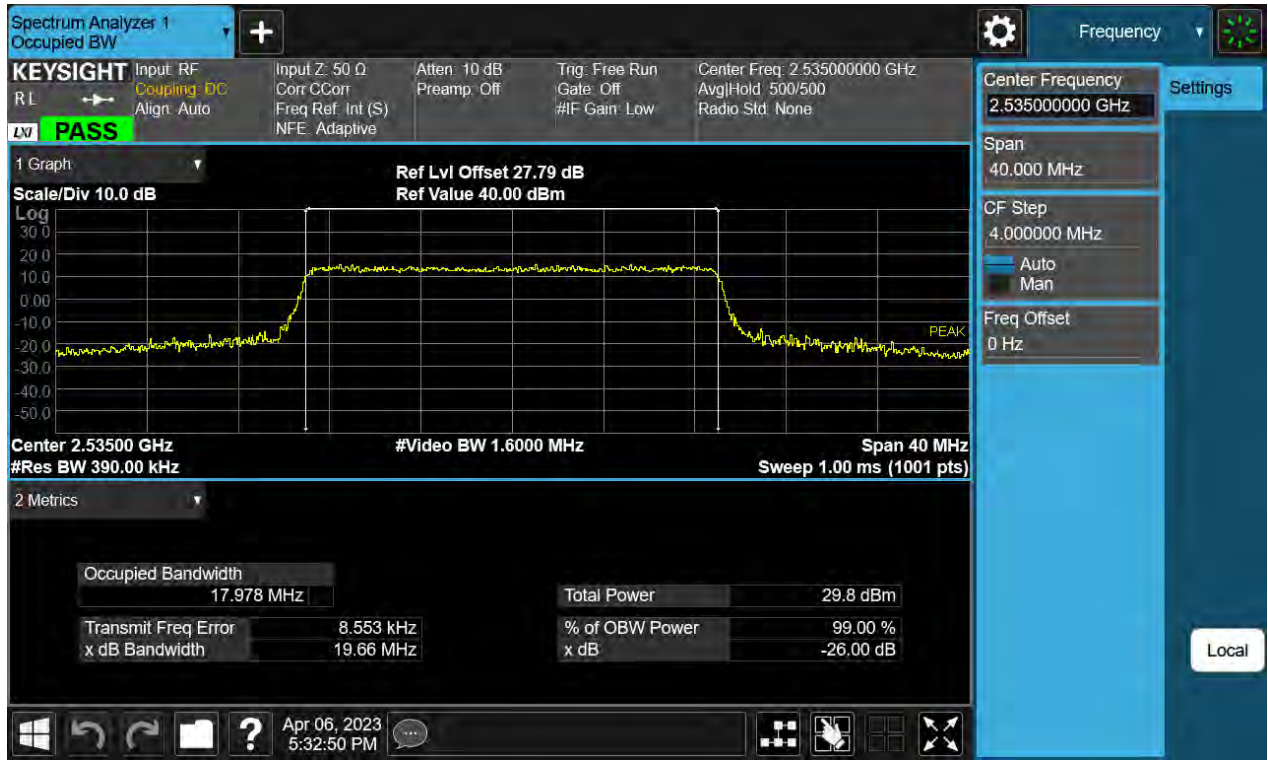 Spectrum Analyzer 1
Occupied BW
Frequency
KEYSIGHT
RL
LXI
PASS
Input: RF
Coupling: DC
Align: Auto
Input Z: 50 Ω
Corr CCorr
Freq Ref: Int (S)
NFE: Adaptive
Atten: 10 dB
Preamp: Off
Trig: Free Run
Gate: Off
#IF Gain: Low
Center Freq: 2.535000000 GHz
Avg|Hold: 500/500
Radio Std: None
Center Frequency
2.535000000 GHz
Settings
Span
40.000 MHz
CF Step
4.000000 MHz
Auto
Man
Freq Offset
0 Hz
Local
1 Graph
Scale/Div 10.0 dB
Ref Lvl Offset 27.79 dB
Ref Value 40.00 dBm
Log
30.0
20.0
10.0
0.00
-10.0
-20.0
-30.0
-40.0
-50.0
PEAK
Center 2.53500 GHz
#Video BW 1.6000 MHz
Span 40 MHz
#Res BW 390.00 kHz
Sweep 1.00 ms (1001 pts)
2 Metrics
Occupied Bandwidth
17.978 MHz
Total Power 29.8 dBm
Transmit Freq Error 8.553 kHz
% of OBW Power 99.00 %
x dB Bandwidth 19.66 MHz
x dB -26.00 dB
?
Apr 06, 2023
5:32:50 PM